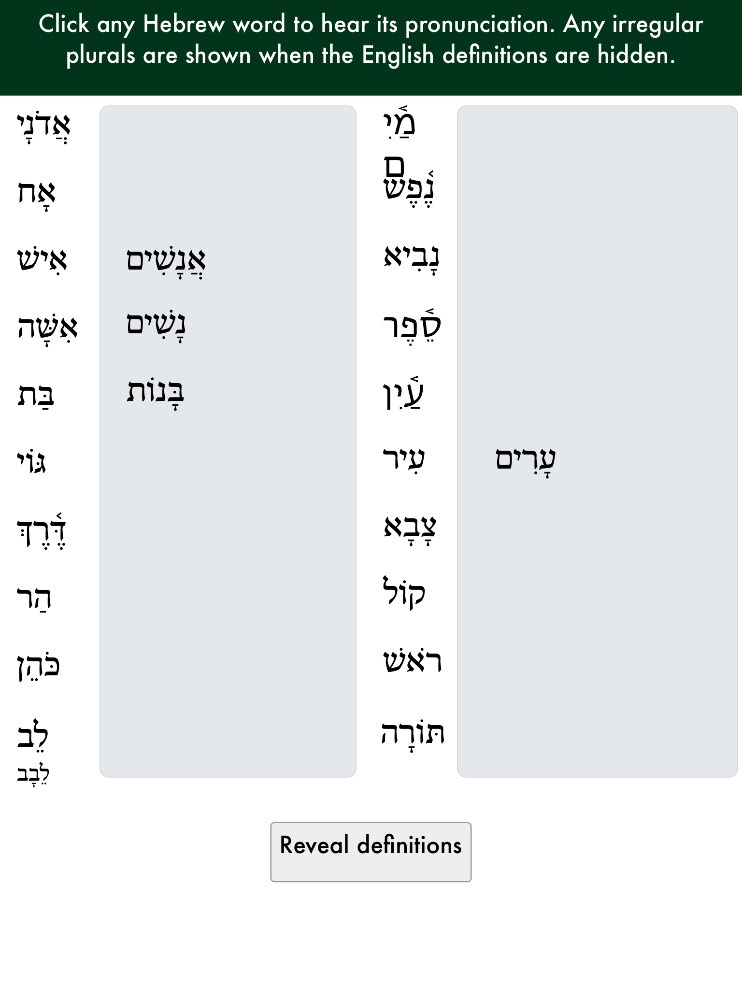 Click any Hebrew word to hear its pronunciation. Any irregular
plurals are shown when the English definitions are hidden.
אֲדֹנָי
אָח
אִישׁ אֲנָשִׁים
אִשָּׁה נָשִׁים
בַּת בָּנוֹת
גּוֹי
דֶּ֫רֶךְ
הַר
כֹּהֵן
לֵב
לֵבָב
מַ֫יִ
ם
נֶ֫פֶשׁ
נָבִיא
סֵ֫פֶר
עַ֫יִן
עִיר עָרִים
צָבָא
קוֹל
רֹאשׁ
תּוֹרָה
Reveal definitions